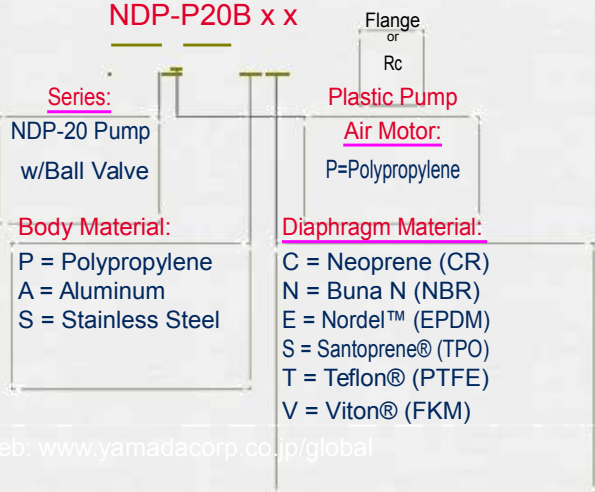 NDP-P20B x x
Flange
or
Rc
Series:
NDP-20 Pump
w/Ball Valve
Plastic Pump
Air Motor:
P=Polypropylene
Body Material:
P = Polypropylene
A = Aluminum
S = Stainless Steel
Diaphragm Material:
C = Neoprene (CR)
N = Buna N (NBR)
E = Nordel™ (EPDM)
S = Santoprene® (TPO)
T = Teflon® (PTFE)
V = Viton® (FKM)
eb: www.yamadacorp.co.jp/global